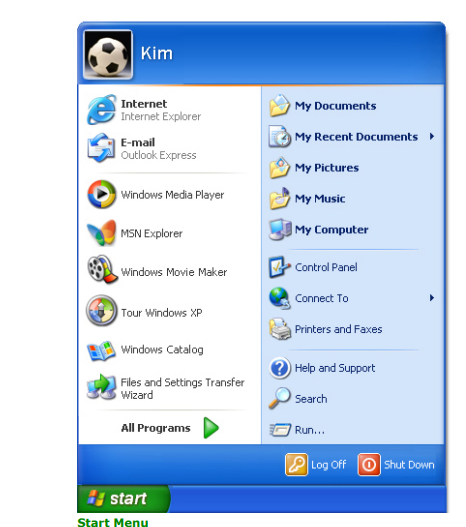 Kim
Internet
Internet Explorer
E-mail
Outlook Express
Windows Media Player
MSN Explorer
Windows Movie Maker
Tour Windows XP
Windows Catalog
Files and Settings Transfer
Wizard
All Programs
My Documents
My Recent Documents
My Pictures
My Music
My Computer
Control Panel
Connect To
Printers and Faxes
Help and Support
Search
Run...
Log Off
Shut Down
start
Start Menu